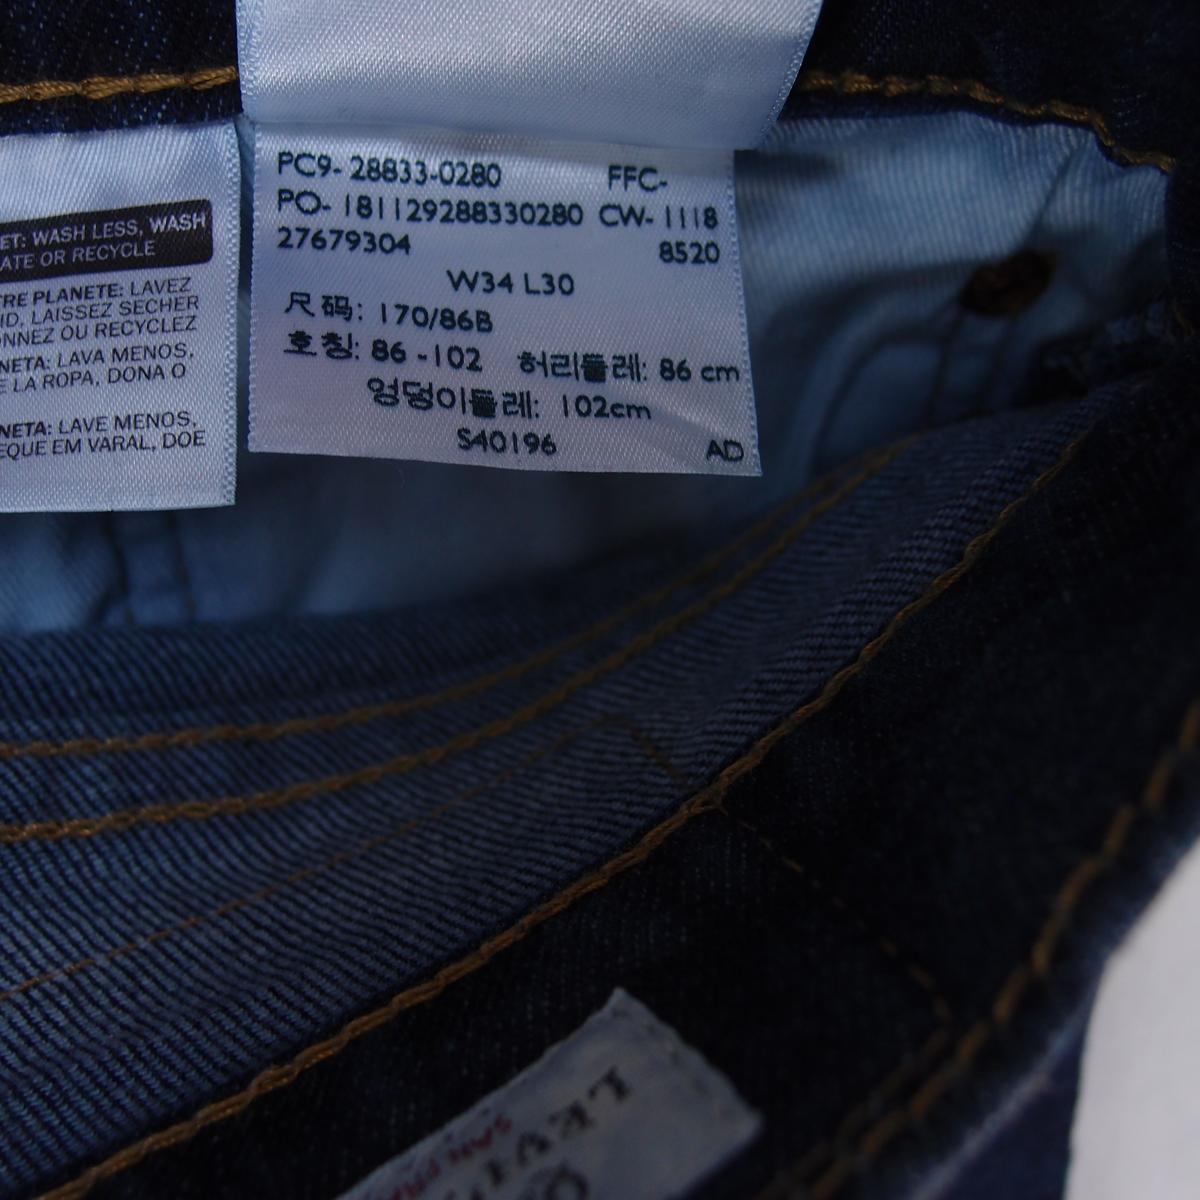 ET: WASH LESS, WASH
ATE OR RECYCLE
TRE PLANETE: LAVEZ
ID, LAISSEZ SECHER
ONNEZ OU RECYCLEZ
NETA: LAVA MENOS,
E LA ROPA, DONA O
NETA: LAVE MENOS,
EQUE EM VARAL, DOE
PC9- 28833-0280 FFC-
PO- 181129288330280 CW- 1118
27679304 8520
W34 L30
尺码: 170/86B
호칭: 86 -102 허리둘레: 86 cm
엉덩이둘레: 102cm
S40196 AD